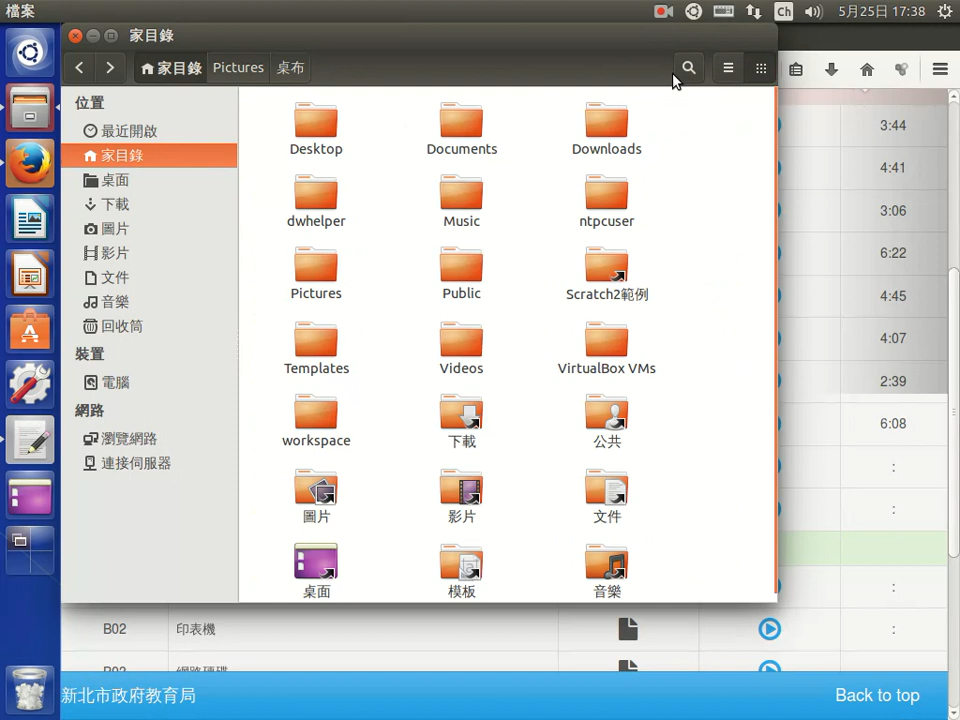 檔案
Ch
5月25日 17:38
家目錄
家目錄 Pictures 桌布
位置
最近開啟
家目錄
桌面
下載
圖片
影片
文件
音樂
回收筒
裝置
電腦
網路
瀏覽網路
連接伺服器
Desktop Documents Downloads
dwhelper Music ntpcuser
Pictures Public Scratch2範例
Templates Videos VirtualBox VMs
workspace 下載 公共
圖片 影片 文件
桌面 模板 音樂
3:44
4:41
3:06
6:22
4:45
4:07
2:39
6:08
:
:
:
B02 印表機 :
新北市政府教育局 Back to top